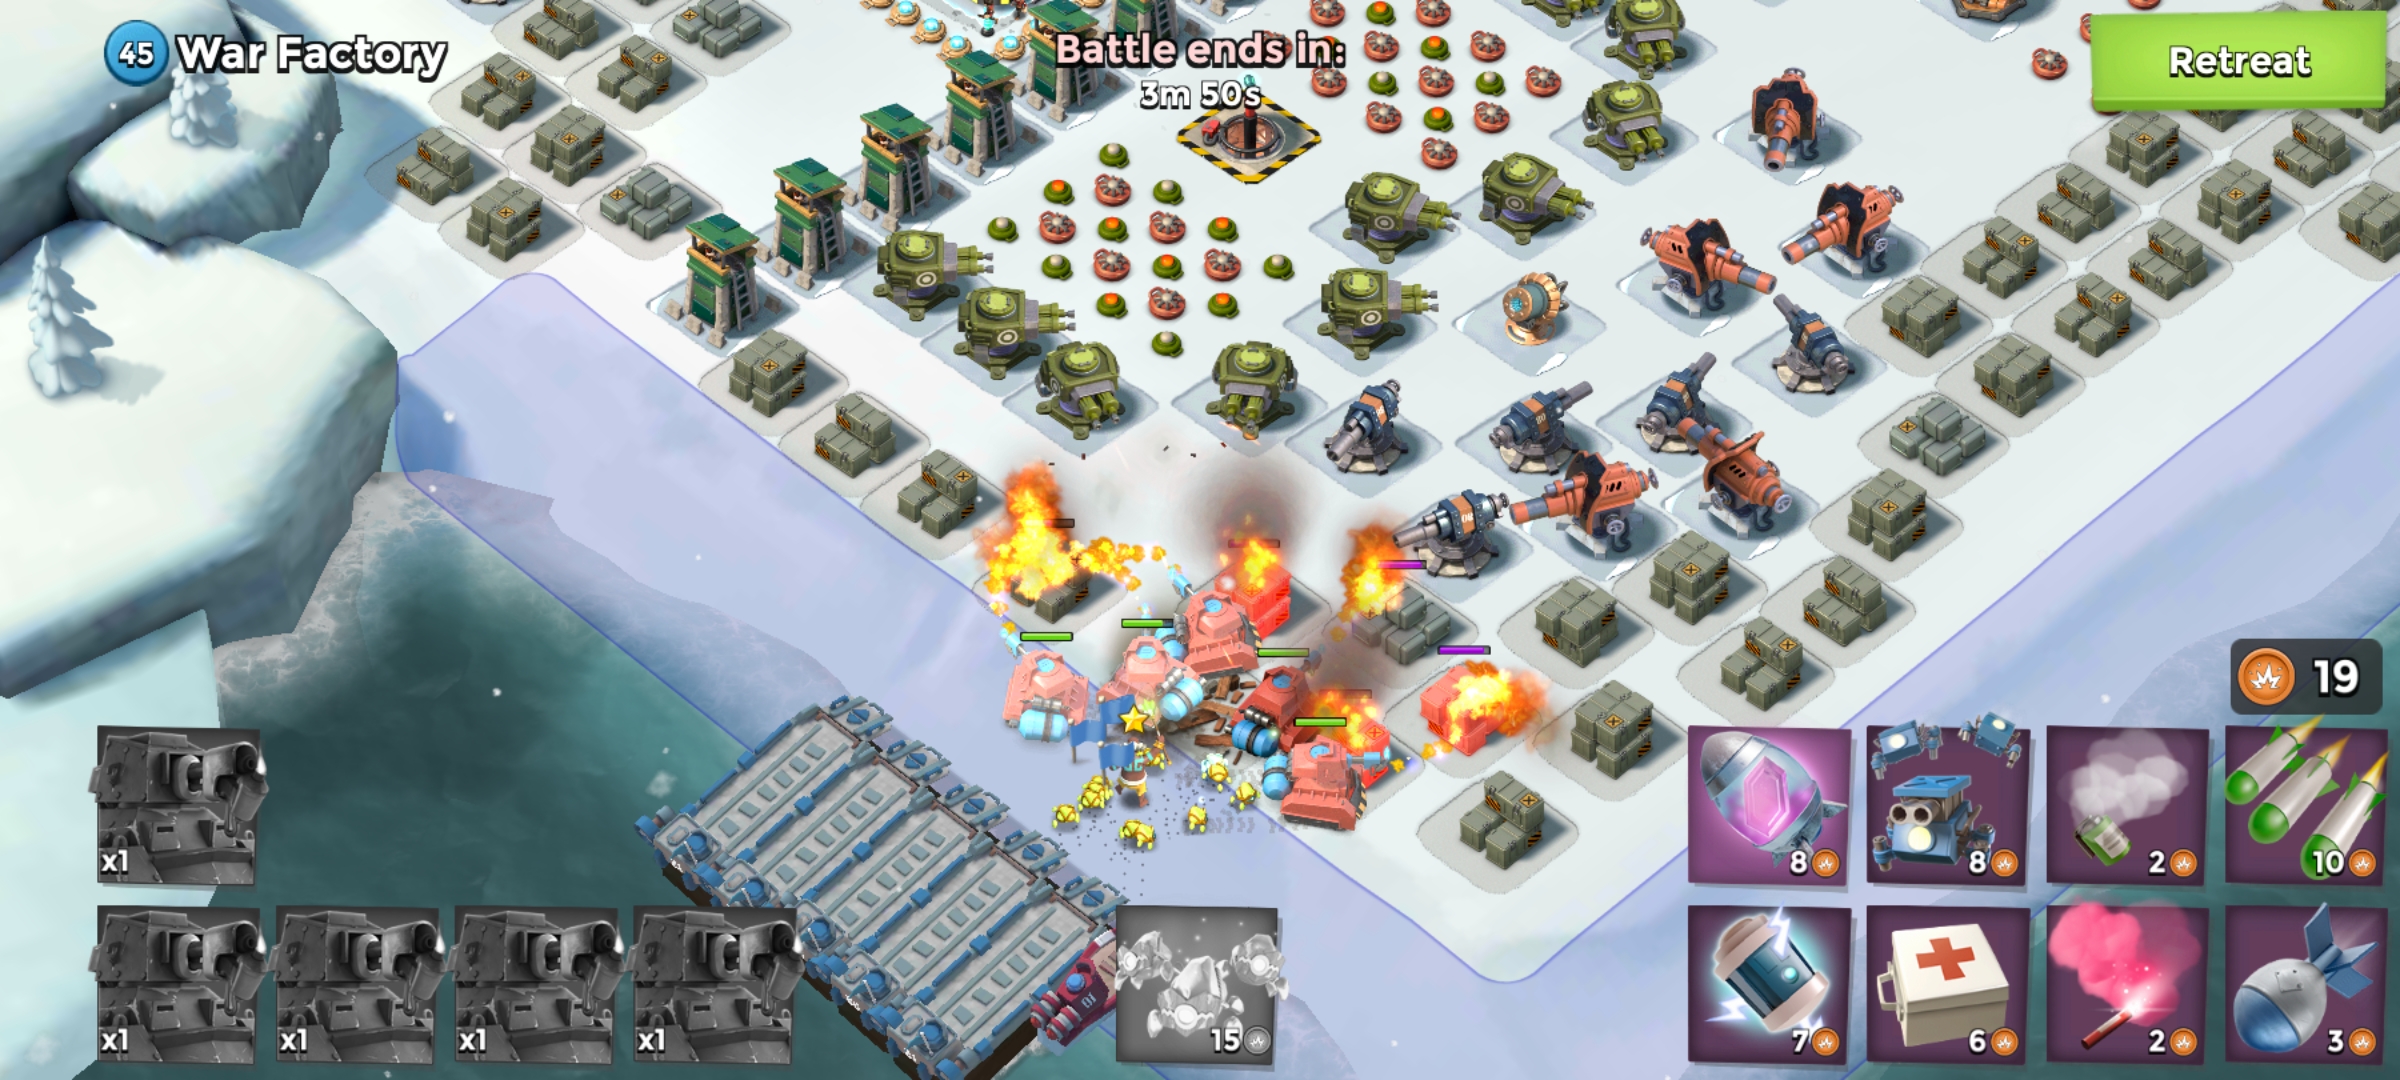 45 War Factory
Battle ends in:
3m 50s
Retreat
19
x1
8
8
2
10
x1
x1
x1
x1
15
7
6
2
3